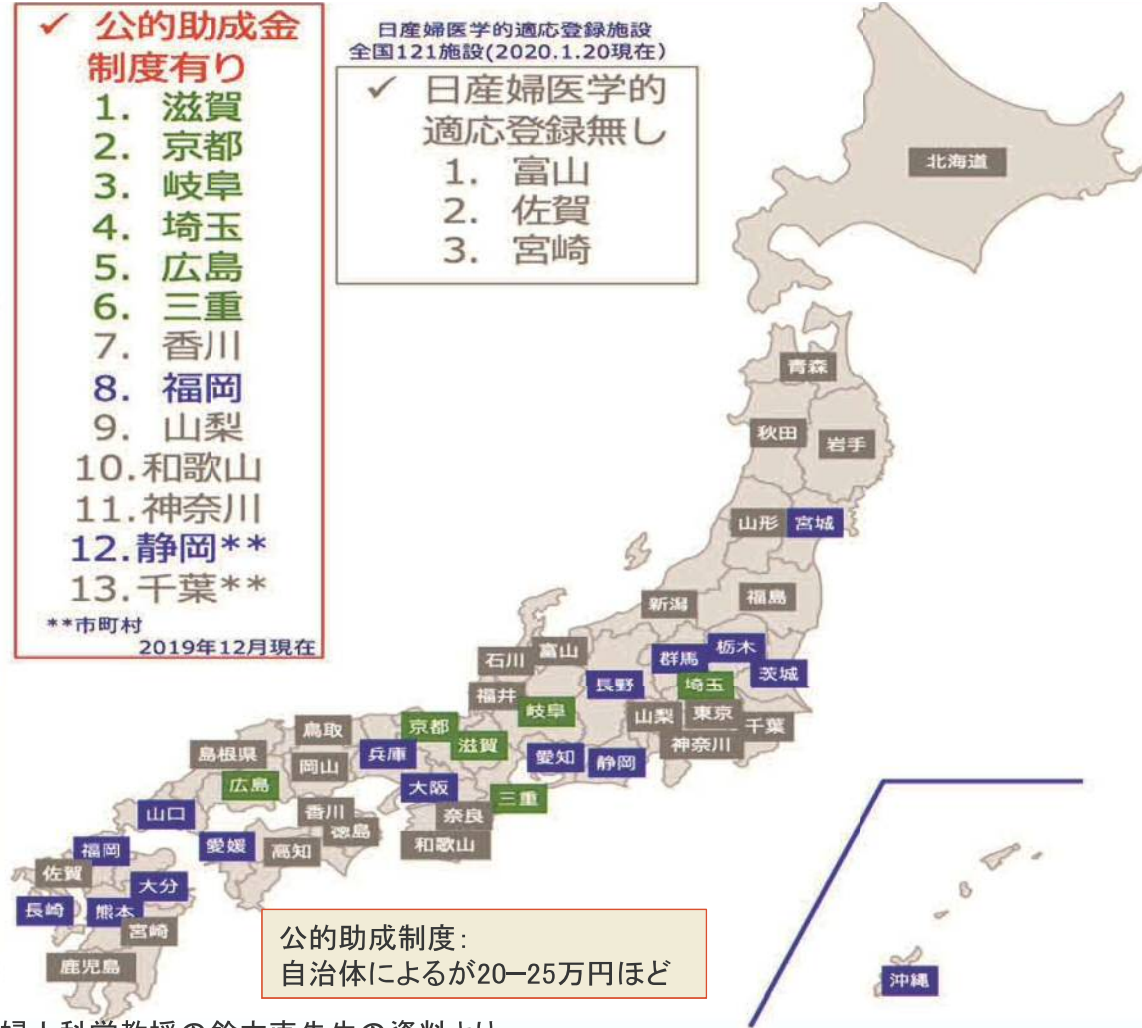 ✓ 公的助成金
制度有り
1. 滋賀
2. 京都
3. 岐阜
4. 埼玉
5. 広島
6. 三重
7. 香川
8. 福岡
9. 山梨
10.和歌山
11.神奈川
12.静岡**
13.千葉**
**市町村
2019年12月現在
日産婦医学的適応登録施設
全国121施設(2020.1.20現在)
✓ 日産婦医学的
適応登録無し
1. 富山
2. 佐賀
3. 宮崎
北海道
青森
秋田
岩手
山形
宮城
新潟
福島
石川
富山
群馬
栃木
茨城
福井
長野
埼玉
岐阜
山梨
東京
千葉
神奈川
鳥取
京都
滋賀
島根県
兵庫
愛知
静岡
岡山
広島
大阪
三重
山口
香川
奈良
徳島
和歌山
福岡
愛媛
高知
佐賀
大分
長崎
熊本
宮崎
鹿児島
沖縄
公的助成制度:
自治体によるが20−25万円ほど